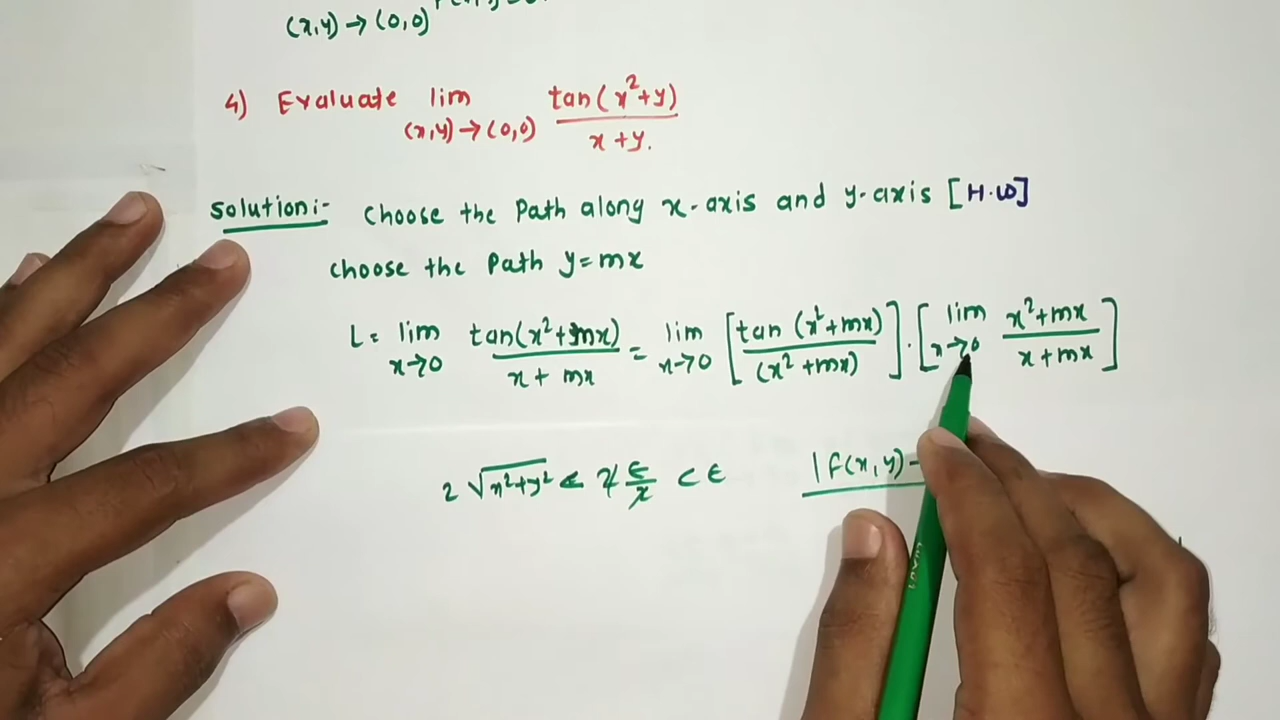 (x,y)→(0,0)
4) Evaluate lim (x,y)→(0,0) tan(x²+y) / x+y.
Solution:- Choose the Path along x-axis and y-axis [H.W]
Choose the Path y=mx
L = lim x→0 tan(x²+mx) / x+mx = lim x→0 [tan(x²+mx) / (x²+mx)] · [lim x→0 x²+mx / x+mx]
2 √x²+y² < 2 ε/2 < ε |f(x,y)-